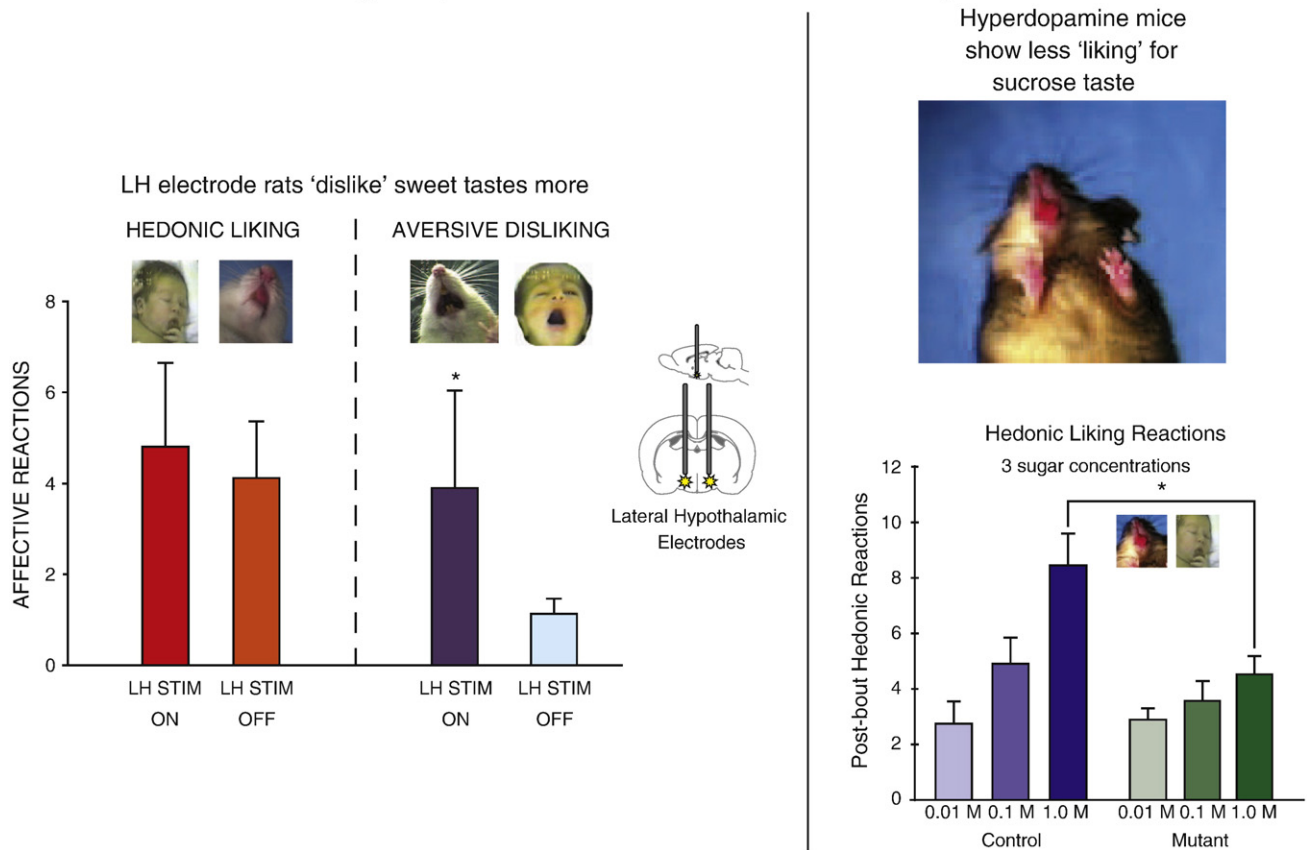 LH electrode rats ‘dislike’ sweet tastes more
HEDONIC LIKING
AVERSIVE DISLIKING
AFFECTIVE REACTIONS
8
6
4
2
0
*
LH STIM
ON
LH STIM
OFF
LH STIM
ON
LH STIM
OFF
Lateral Hypothalamic
Electrodes
Hyperdopamine mice
show less ‘liking’ for
sucrose taste
Hedonic Liking Reactions
3 sugar concentrations
*
Post-bout Hedonic Reactions
12
10
8
6
4
2
0
0.01 M 0.1 M 1.0 M
0.01 M 0.1 M 1.0 M
Control
Mutant